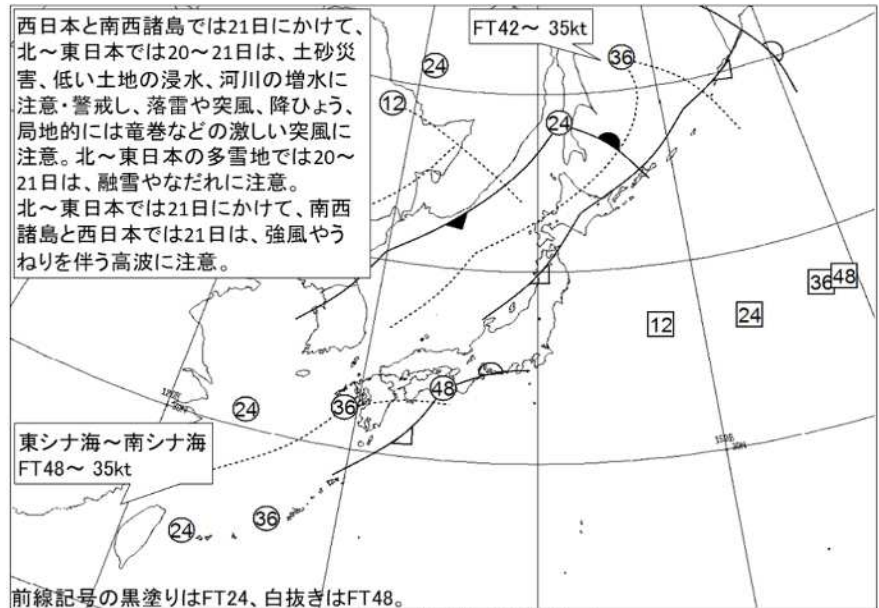 西日本と南西諸島では21日にかけて、
北～東日本では20～21日は、土砂災
害、低い土地の浸水、河川の増水に
注意・警戒し、落雷や突風、降ひょう、
局地的には竜巻などの激しい突風に
注意。北～東日本の多雪地では20～
21日は、融雪やなだれに注意。
北～東日本では21日にかけて、南西
諸島と西日本では21日は、強風やう
ねりを伴う高波に注意。
FT42～ 35kt
24
36
12
24
36
48
12
24
48
36
24
東シナ海～南シナ海
FT48～ 35kt
150E
30N
36
24
前線記号の黒塗りはFT24、白抜きはFT48。